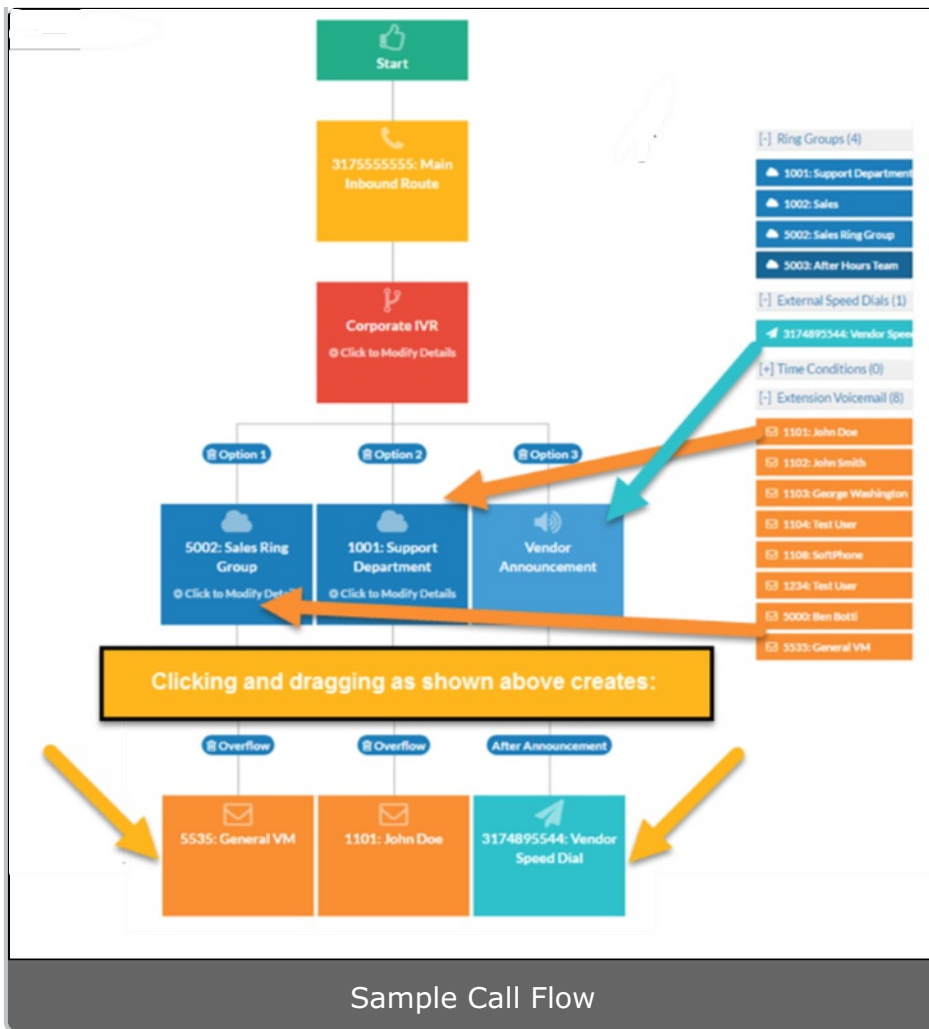 Start
3175555555: Main
Inbound Route
Corporate IVR
Click to Modify Details
Option 1
Option 2
Option 3
5002: Sales Ring
Group
Click to Modify Details
1001: Support
Department
Click to Modify Details
Vendor
Announcement
[-] Ring Groups (4)
1001: Support Department
1002: Sales
5002: Sales Ring Group
5003: After Hours Team
[-] External Speed Dials (1)
3174895544: Vendor Spee
[+] Time Conditions (0)
[-] Extension Voicemail (8)
1101: John Doe
1102: John Smith
1103: George Washington
1104: Test User
1108: SoftPhone
1234: Test User
5000: Ben Botti
5535: General VM
Clicking and dragging as shown above creates:
Overflow
Overflow
After Announcement
5535: General VM
1101: John Doe
3174895544: Vendor
Speed Dial
Sample Call Flow